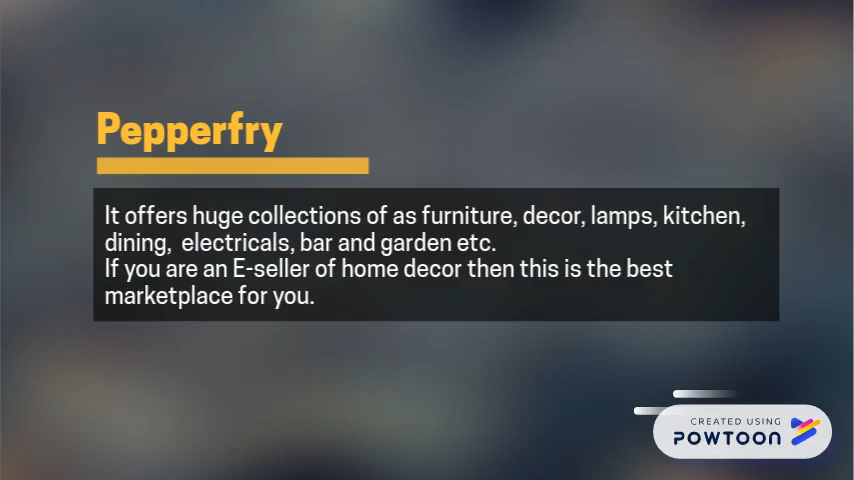 Pepperfry
It offers huge collections of as furniture, decor, lamps, kitchen,
dining, electricals, bar and garden etc.
If you are an E-seller of home decor then this is the best
marketplace for you.
CREATED USING
POWTOON